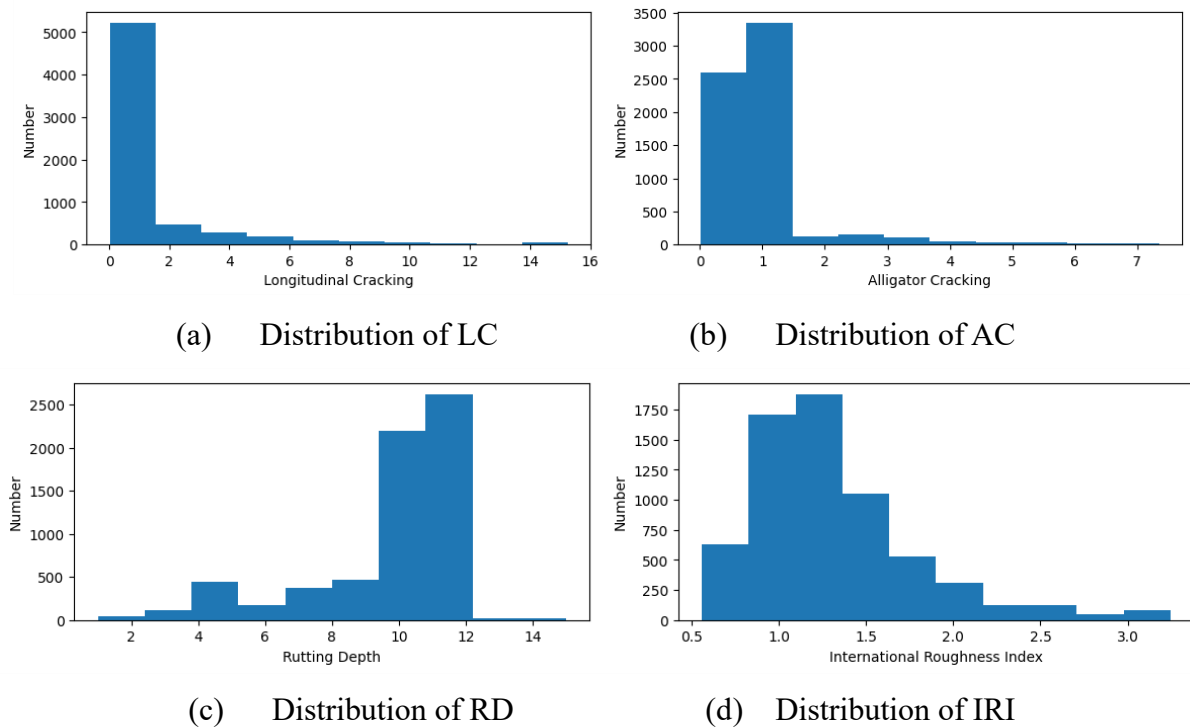 5000
4000
3000
2000
1000
0
Number
0 2 4 6 8 10 12 14 16
Longitudinal Cracking
(a) Distribution of LC
3500
3000
2500
2000
1500
1000
500
0
Number
0 1 2 3 4 5 6 7
Alligator Cracking
(b) Distribution of AC
2500
2000
1500
1000
500
0
Number
2 4 6 8 10 12 14
Rutting Depth
(c) Distribution of RD
1750
1500
1250
1000
750
500
250
0
Number
0.5 1.0 1.5 2.0 2.5 3.0
International Roughness Index
(d) Distribution of IRI